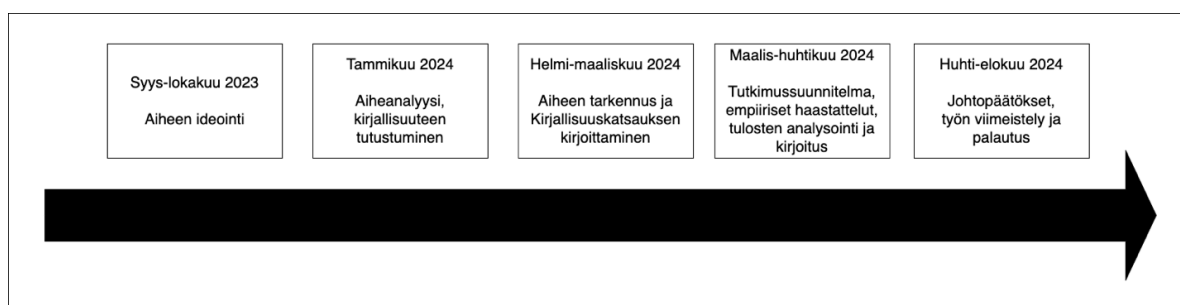 Syys-lokakuu 2023
Aiheen ideointi
Tammikuu 2024
Aiheanalyysi,
kirjallisuuteen
tutustuminen
Helmi-maaliskuu 2024
Aiheen tarkennus ja
Kirjallisuuskatsauksen
kirjoittaminen
Maalis-huhtikuu 2024
Tutkimussuunnitelma,
empiiriset haastattelut,
tulosten analysointi ja
kirjoitus
Huhti-elokuu 2024
Johtopäätökset,
työn viimeistely ja
palautus